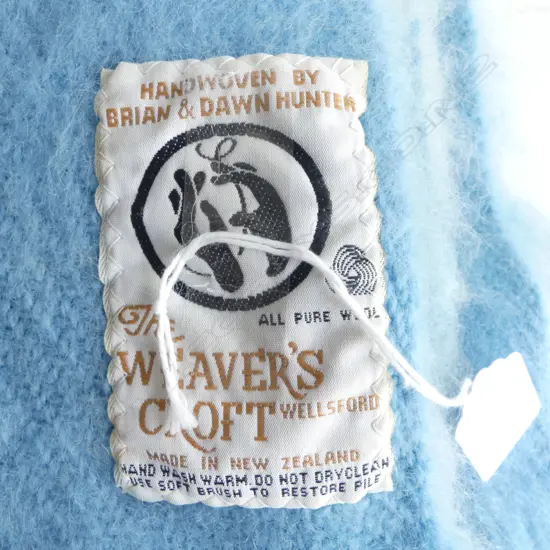 HANDWOVEN BY
BRIAN & DAWN HUNTER
ALL PURE WOOL
The
WEAVER'S
CROFT WELLSFORD
MADE IN NEW ZEALAND
HAND WASH WARM. DO NOT DRYCLEAN
USE SOFT BRUSH TO RESTORE PILE